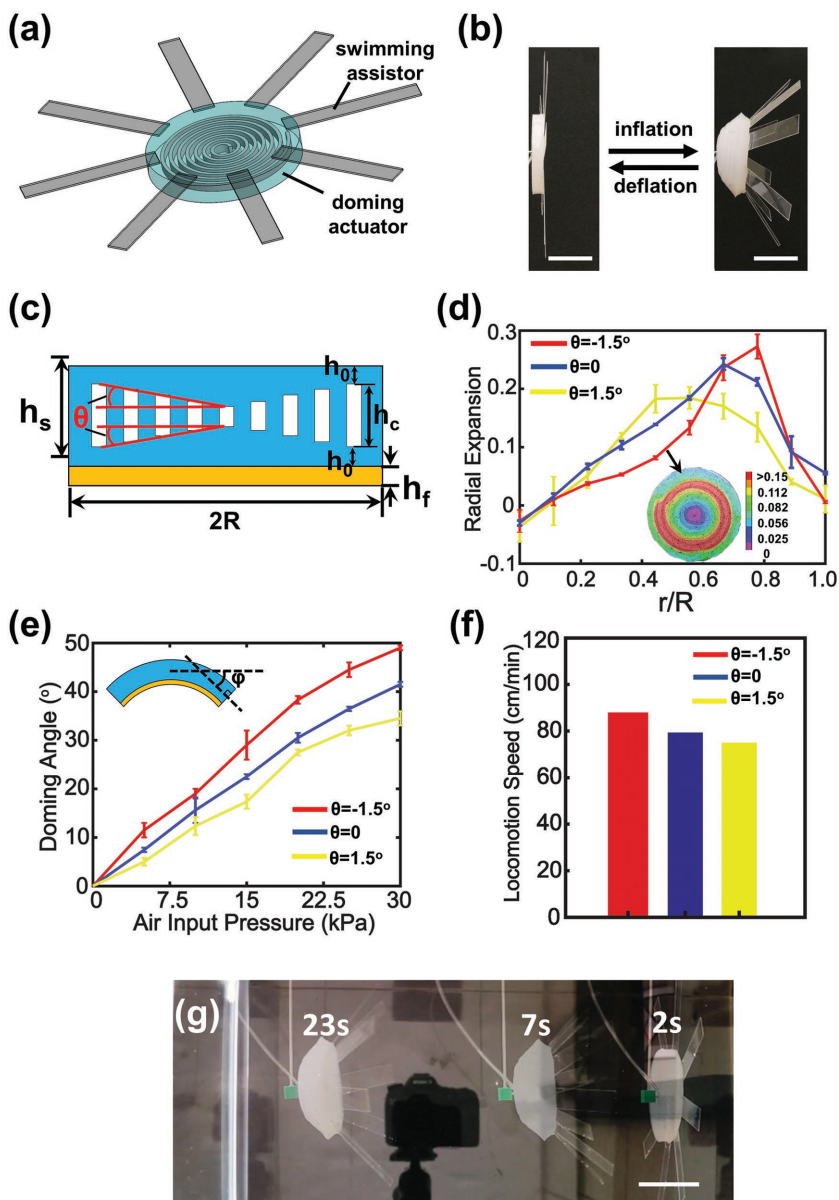 (a)
swimming
assistor
doming
actuator
(b)
inflation
deflation
(c)
h₀
hₛ
θ
h_c
h₀
h_f
2R
(d)
Radial Expansion
0.3
0.2
0.1
0
-0.1
θ=-1.5°
θ=0
θ=1.5°
>0.15
0.112
0.082
0.056
0.025
0
0 0.2 0.4 0.6 0.8 1.0
r/R
(e)
Doming Angle (°)
50
40
30
20
10
0
φ
θ=-1.5°
θ=0
θ=1.5°
0 7.5 15 22.5 30
Air Input Pressure (kPa)
(f)
Locomotion Speed (cm/min)
120
100
80
60
40
20
0
θ=-1.5°
θ=0
θ=1.5°
(g)
23s 7s 2s